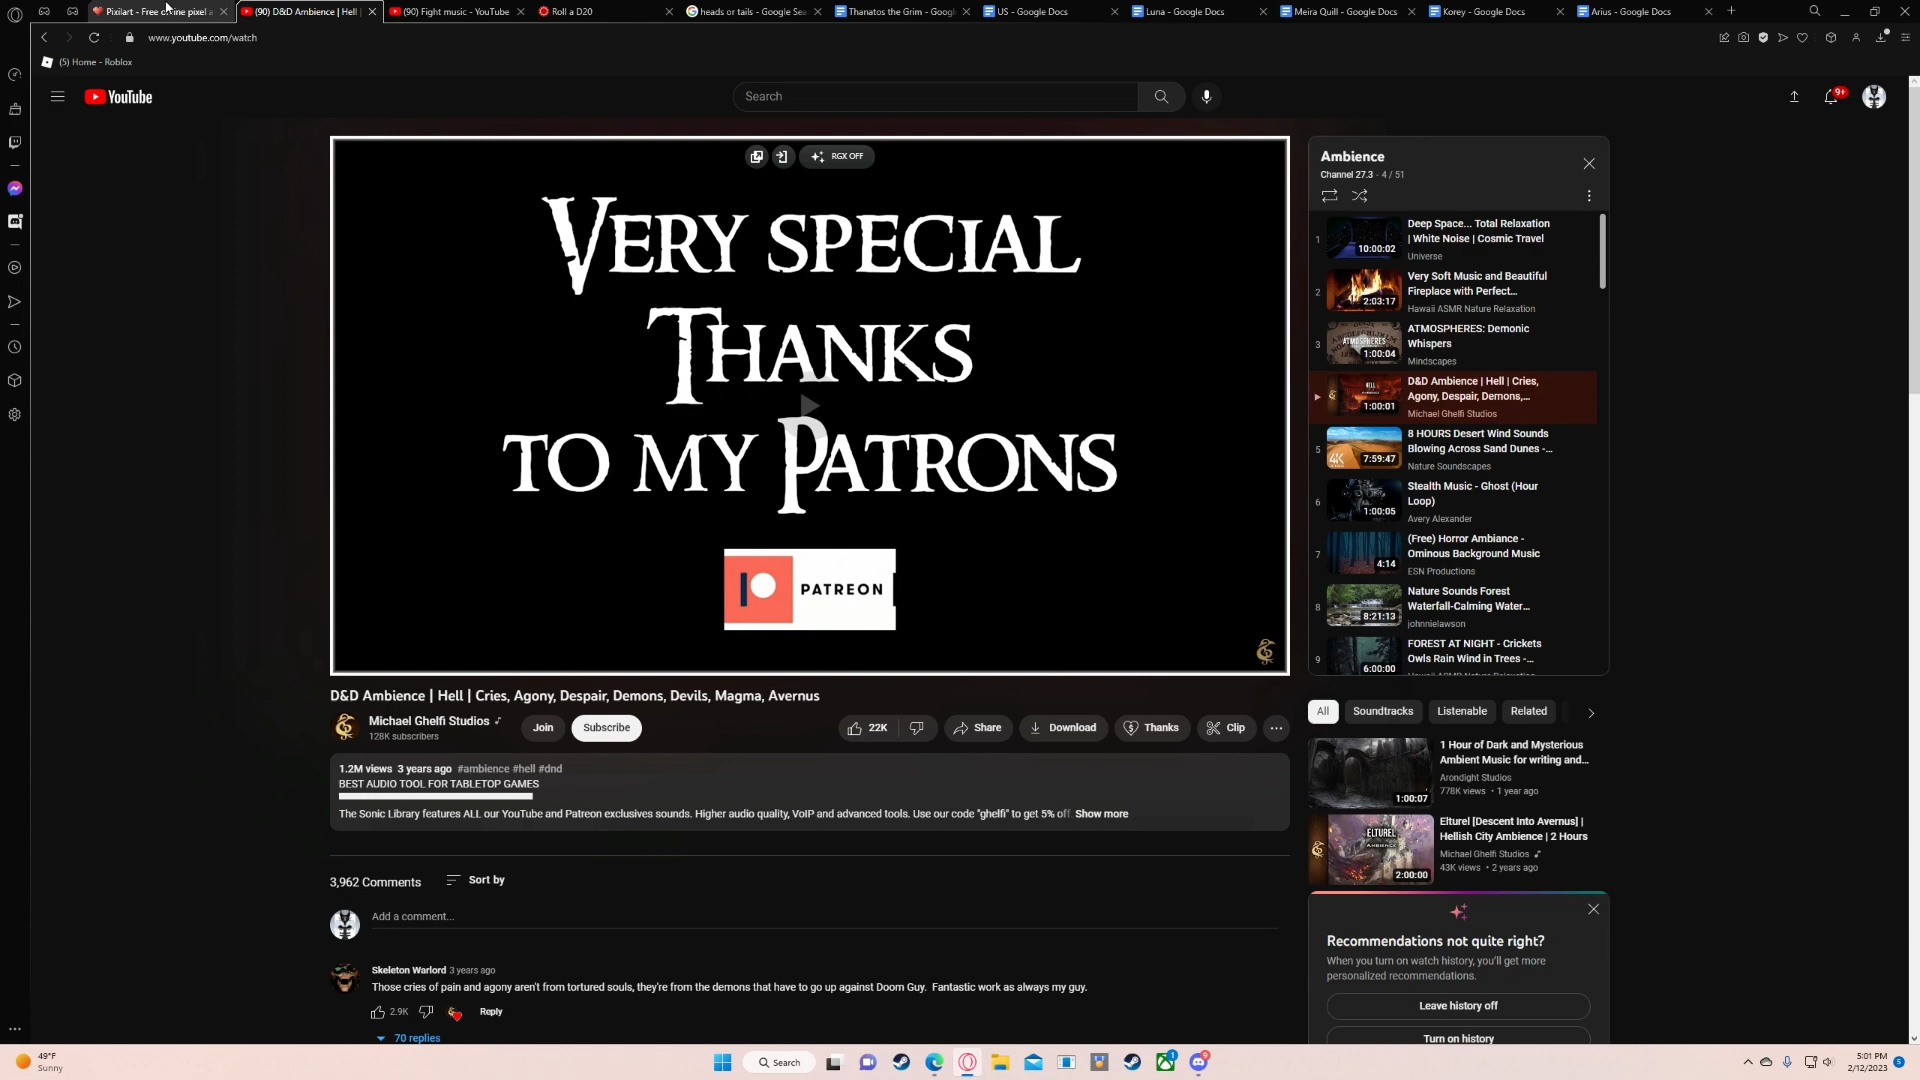 Pixilart - Free online pixel a
(90) D&D Ambience | Hell |
(90) Fight music - YouTube
Roll a D20
heads or tails - Google Sea
Thanatos the Grim - Googl
US - Google Docs
Luna - Google Docs
Meira Quill - Google Docs
Korey - Google Docs
Arius - Google Docs
www.youtube.com/watch
(5) Home - Roblox
YouTube
Search
9+
RGX OFF
VERY SPECIAL
THANKS
TO MY PATRONS
PATREON
Ambience
Channel 27.3 - 4 / 51
1
10:00:02
Deep Space... Total Relaxation
| White Noise | Cosmic Travel
Universe
2
2:03:17
Very Soft Music and Beautiful
Fireplace with Perfect...
Hawaii ASMR Nature Relaxation
3
ATMOSPHERES
1:00:04
ATMOSPHERES: Demonic
Whispers
Mindscapes
HELL
1:00:01
D&D Ambience | Hell | Cries,
Agony, Despair, Demons,...
Michael Ghelfi Studios
5
4K
7:59:47
8 HOURS Desert Wind Sounds
Blowing Across Sand Dunes -...
Nature Soundscapes
6
1:00:05
Stealth Music - Ghost (Hour
Loop)
Avery Alexander
7
4:14
(Free) Horror Ambiance -
Ominous Background Music
ESN Productions
8
8:21:13
Nature Sounds Forest
Waterfall-Calming Water...
johnnielawson
9
6:00:00
FOREST AT NIGHT - Crickets
Owls Rain Wind in Trees -...
Hawaii ASMR Nature Relaxation
D&D Ambience | Hell | Cries, Agony, Despair, Demons, Devils, Magma, Avernus
Michael Ghelfi Studios
128K subscribers
Join
Subscribe
22K
Share
Download
Thanks
Clip
1.2M views 3 years ago #ambience #hell #dnd
BEST AUDIO TOOL FOR TABLETOP GAMES
The Sonic Library features ALL our YouTube and Patreon exclusives sounds. Higher audio quality, VoIP and advanced tools. Use our code "ghelfi" to get 5% off Show more
3,962 Comments
Sort by
Add a comment...
Skeleton Warlord 3 years ago
Those cries of pain and agony aren't from tortured souls, they're from the demons that have to go up against Doom Guy. Fantastic work as always my guy.
2.9K
Reply
70 replies
All
Soundtracks
Listenable
Related
1:00:07
1 Hour of Dark and Mysterious
Ambient Music for writing and...
Arondight Studios
778K views • 1 year ago
ELTUREL
AMBIENCE
2:00:00
Elturel [Descent Into Avernus] |
Hellish City Ambience | 2 Hours
Michael Ghelfi Studios
43K views • 2 years ago
Recommendations not quite right?
When you turn on watch history, you'll get more
personalized recommendations.
Leave history off
Turn on history
49°F
Sunny
Search
1
9
5:01 PM
2/12/2023
5